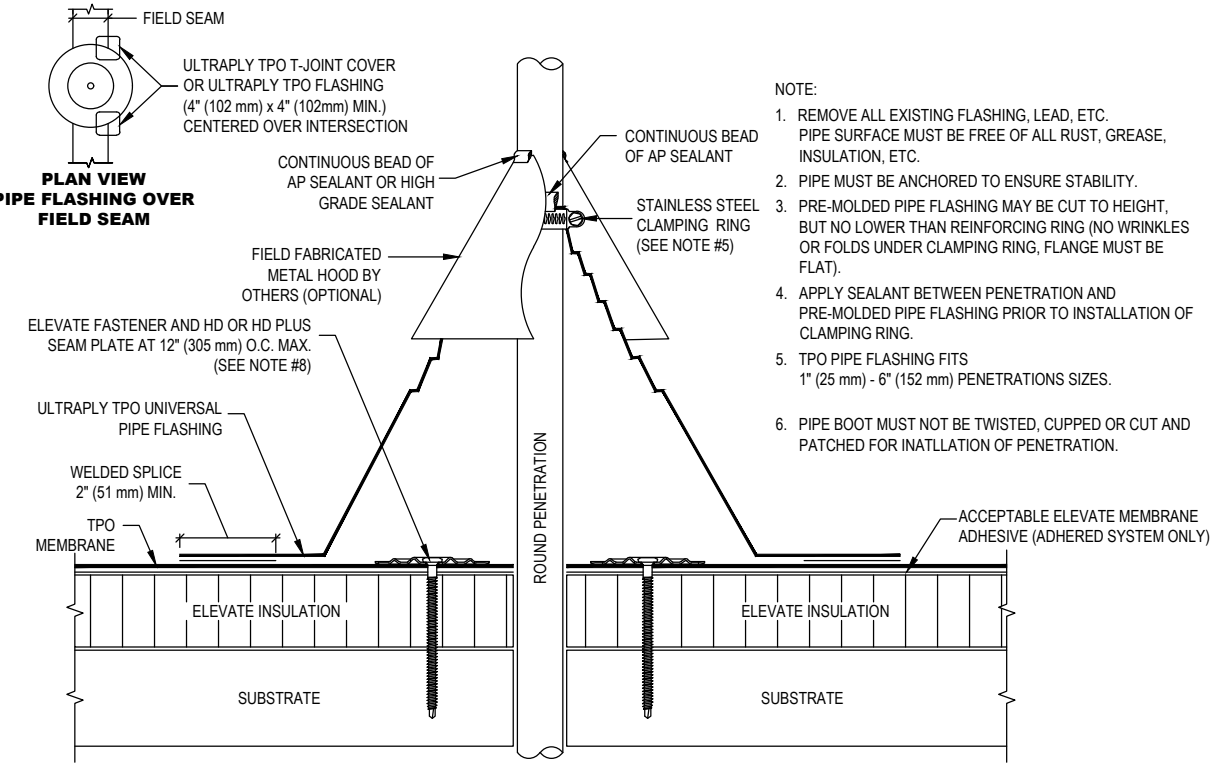 FIELD SEAM
ULTRAPLY TPO T-JOINT COVER
OR ULTRAPLY TPO FLASHING
(4" (102 mm) x 4" (102mm) MIN.)
CENTERED OVER INTERSECTION
PLAN VIEW
PIPE FLASHING OVER
FIELD SEAM
CONTINUOUS BEAD OF
AP SEALANT OR HIGH
GRADE SEALANT
FIELD FABRICATED
METAL HOOD BY
OTHERS (OPTIONAL)
ELEVATE FASTENER AND HD OR HD PLUS
SEAM PLATE AT 12" (305 mm) O.C. MAX.
(SEE NOTE #8)
ULTRAPLY TPO UNIVERSAL
PIPE FLASHING
WELDED SPLICE
2" (51 mm) MIN.
TPO
MEMBRANE
CONTINUOUS BEAD
OF AP SEALANT
STAINLESS STEEL
CLAMPING RING
(SEE NOTE #5)
ROUND PENETRATION
NOTE:
1. REMOVE ALL EXISTING FLASHING, LEAD, ETC.
PIPE SURFACE MUST BE FREE OF ALL RUST, GREASE,
INSULATION, ETC.
2. PIPE MUST BE ANCHORED TO ENSURE STABILITY.
3. PRE-MOLDED PIPE FLASHING MAY BE CUT TO HEIGHT,
BUT NO LOWER THAN REINFORCING RING (NO WRINKLES
OR FOLDS UNDER CLAMPING RING, FLANGE MUST BE
FLAT).
4. APPLY SEALANT BETWEEN PENETRATION AND
PRE-MOLDED PIPE FLASHING PRIOR TO INSTALLATION OF
CLAMPING RING.
5. TPO PIPE FLASHING FITS
1" (25 mm) - 6" (152 mm) PENETRATIONS SIZES.
6. PIPE BOOT MUST NOT BE TWISTED, CUPPED OR CUT AND
PATCHED FOR INATLLATION OF PENETRATION.
ACCEPTABLE ELEVATE MEMBRANE
ADHESIVE (ADHERED SYSTEM ONLY)
ELEVATE INSULATION
ELEVATE INSULATION
SUBSTRATE
SUBSTRATE